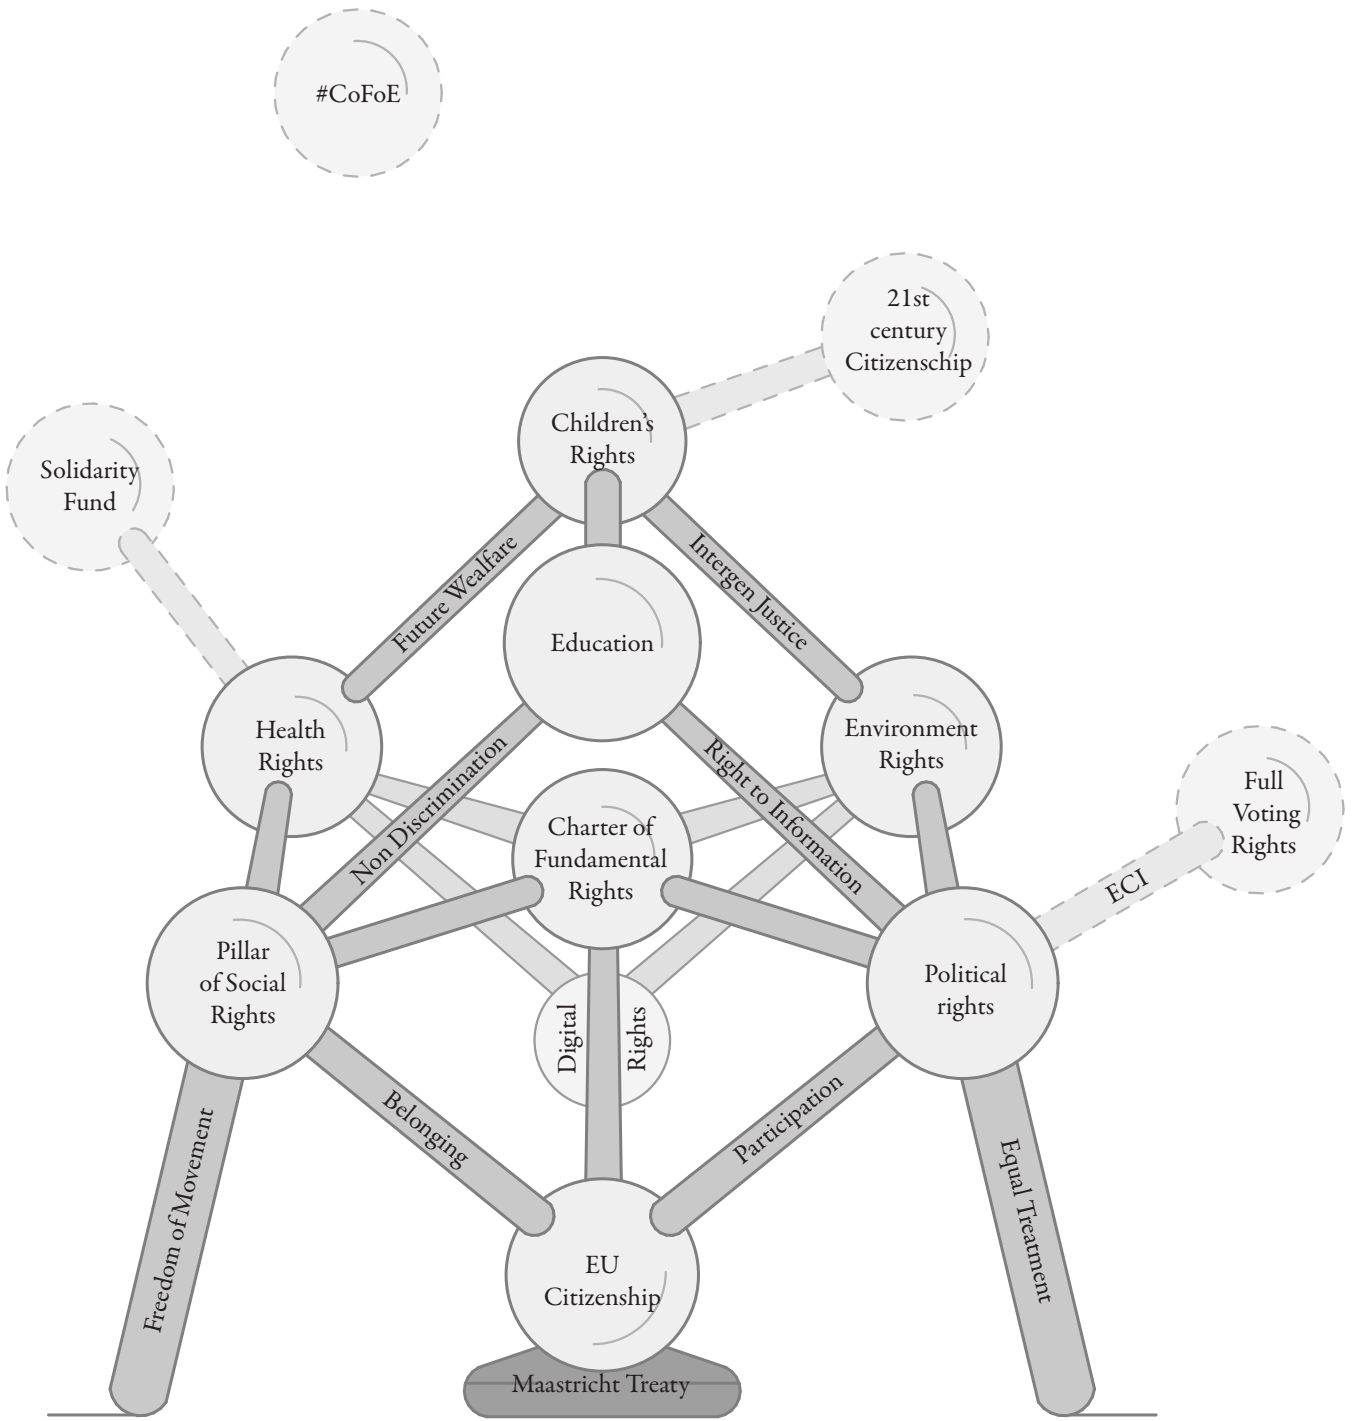 #CoFoE
21st
century
Citizenschip
Children's
Rights
Solidarity
Fund
Future Wealfare
Intergen Justice
Education
Health
Rights
Environment
Rights
Non Discrimination
Right to Information
Full
Voting
Rights
ECI
Charter of
Fundamental
Rights
Pillar
of Social
Rights
Political
rights
Digital
Rights
Belonging
Participation
Freedom of Movement
Equal Treatment
EU
Citizenship
Maastricht Treaty